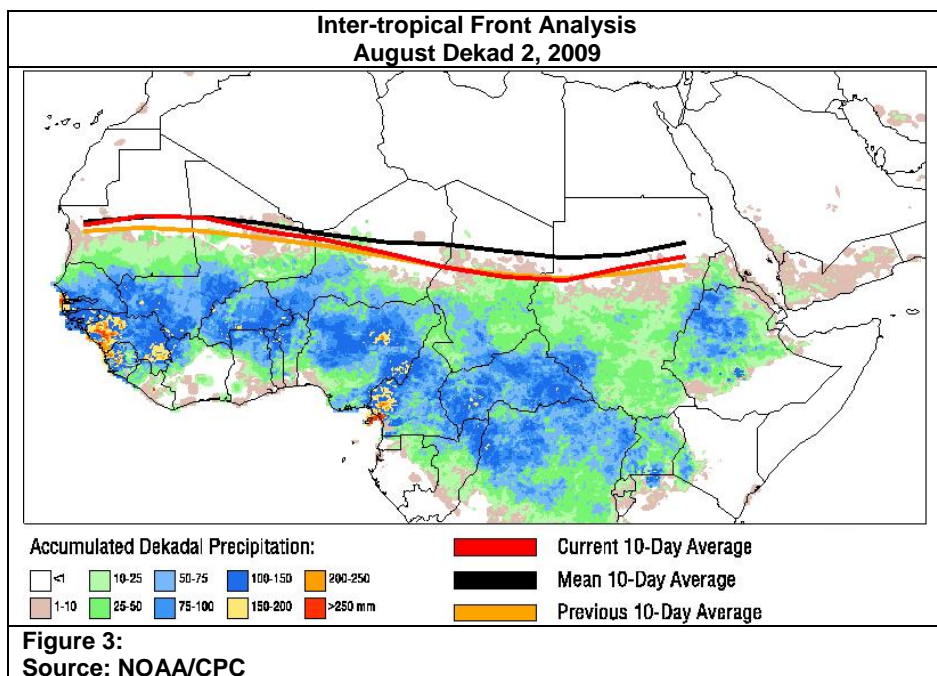 Inter-tropical Front Analysis
August Dekad 2, 2009
Accumulated Dekadal Precipitation:
<1 10-25 50-75 100-150 200-250
1-10 25-50 75-100 150-200 >250 mm
Current 10-Day Average
Mean 10-Day Average
Previous 10-Day Average
Figure 3:
Source: NOAA/CPC